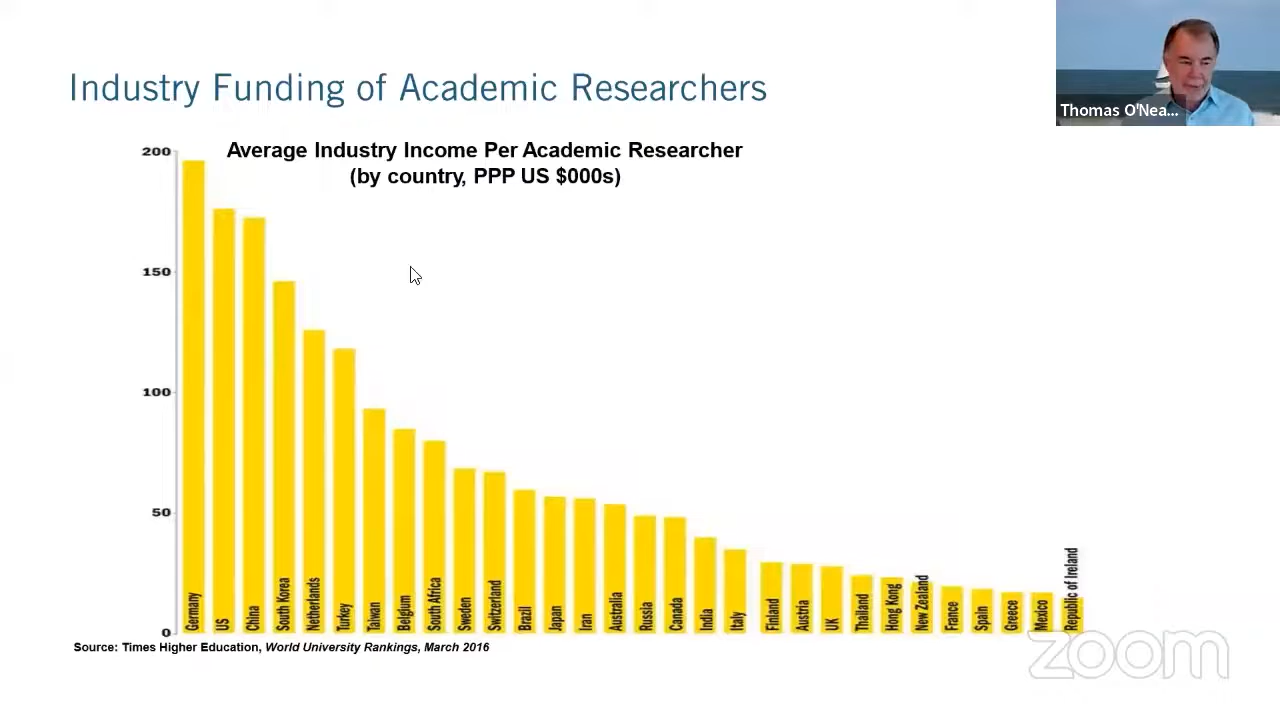 Industry Funding of Academic Researchers
Thomas O'Nea...
Average Industry Income Per Academic Researcher
(by country, PPP US $000s)
200
150
100
50
0
Germany
US
China
South Korea
Netherlands
Turkey
Taiwan
Belgium
South Africa
Sweden
Switzerland
Brazil
Japan
Iran
Australia
Russia
Canada
India
Italy
Finland
Austria
UK
Thailand
Hong Kong
New Zealand
France
Spain
Greece
Mexico
Republic of Ireland
Source: Times Higher Education, World University Rankings, March 2016
zoom